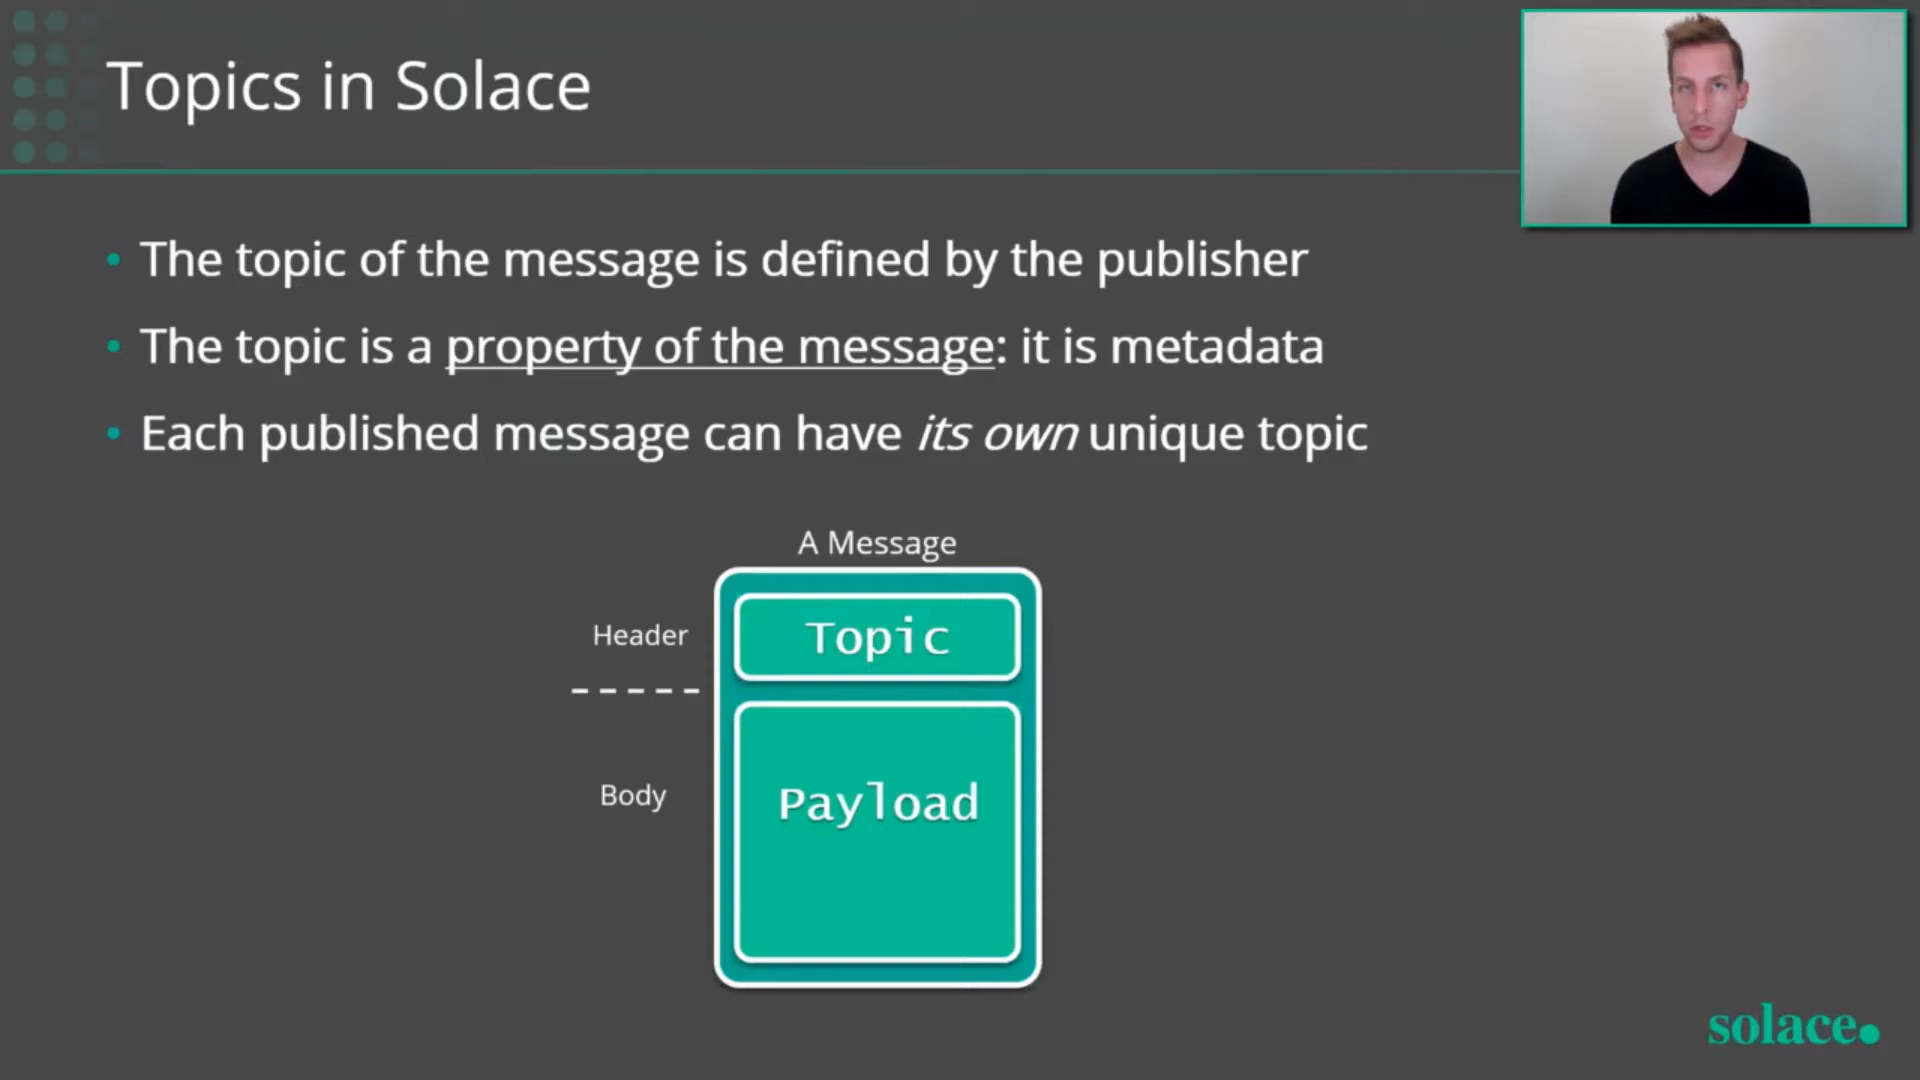 Topics in Solace
• The topic of the message is defined by the publisher
• The topic is a property of the message: it is metadata
• Each published message can have its own unique topic
A Message
Header
Topic
Body
Payload
solace.